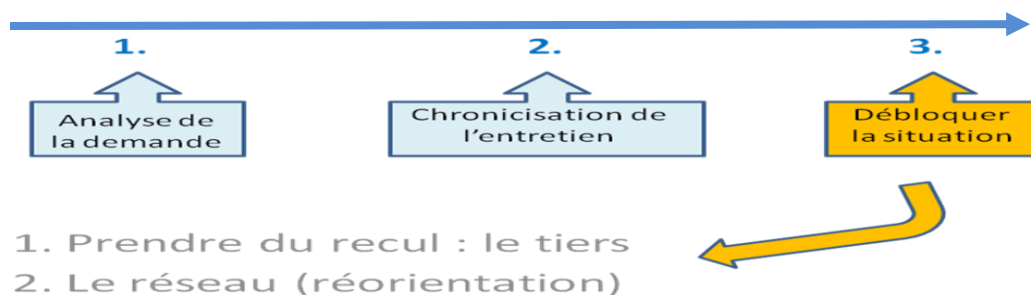 1.
2.
3.
Analyse de
la demande
Chronicisation de
l'entretien
Débloquer
la situation
1. Prendre du recul : le tiers
2. Le réseau (réorientation)